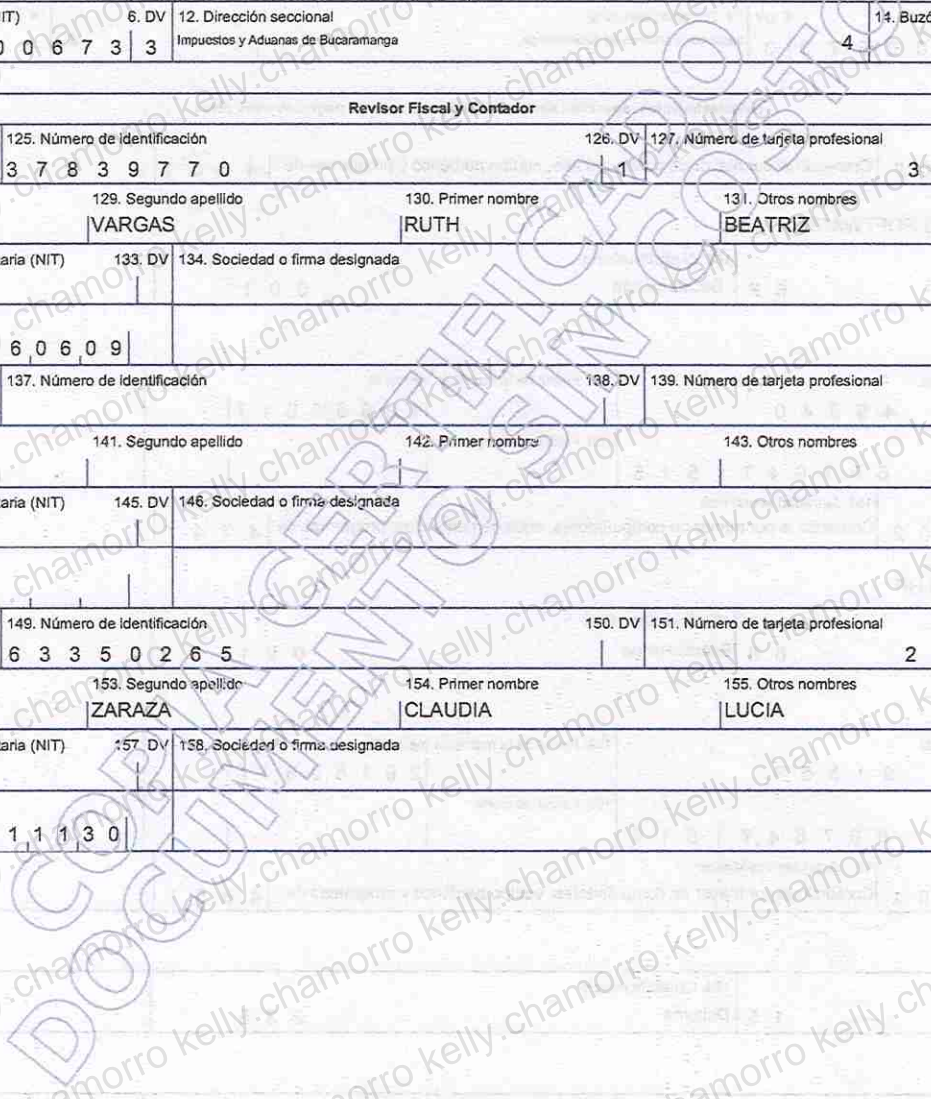 IT) 6. DV 12. Dirección seccional 14. Buzó
0 0 6 7 3 3 Impuestos y Aduanas de Bucaramanga 4
Revisor Fiscal y Contador
125. Número de identificación 126. DV 127. Número de tarjeta profesional
3 7 8 3 9 7 7 0 1 3
129. Segundo apellido 130. Primer nombre 131. Otros nombres
VARGAS RUTH BEATRIZ
aria (NIT) 133. DV 134. Sociedad o firma designada
6 0 6 0 9
137. Número de identificación 138. DV 139. Número de tarjeta profesional
141. Segundo apellido 142. Primer nombre 143. Otros nombres
aria (NIT) 145. DV 146. Sociedad o firma designada
149. Número de identificación 150. DV 151. Número de tarjeta profesional
6 3 3 5 0 2 6 5 2
153. Segundo apellido 154. Primer nombre 155. Otros nombres
ZARAZA CLAUDIA LUCIA
aria (NIT) 157. DV 158. Sociedad o firma designada
1 1 1 3 0
COPIA CERTIFICADO
DOCUMENTO SIN COSTO
kelly.chamorro kelly.chamorro kelly.chamorro